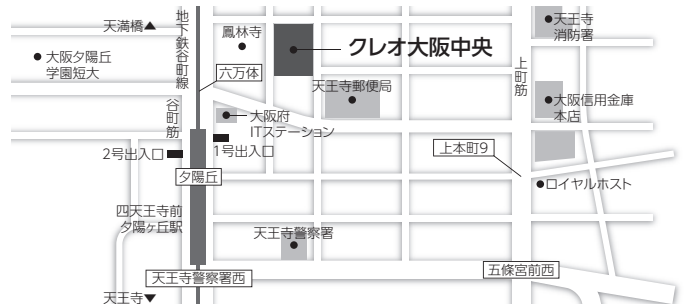 天満橋▲
地下鉄谷町線
鳳林寺
クレオ大阪中央
天王寺
消防署
大阪夕陽丘
学園短大
六万体
上町筋
天王寺郵便局
谷町筋
大阪府
ITステーション
大阪信用金庫
本店
2号出入口
1号出入口
上本町9
夕陽丘
ロイヤルホスト
四天王寺前
夕陽ヶ丘駅
天王寺警察署
天王寺警察署西
五條宮前西
天王寺▼